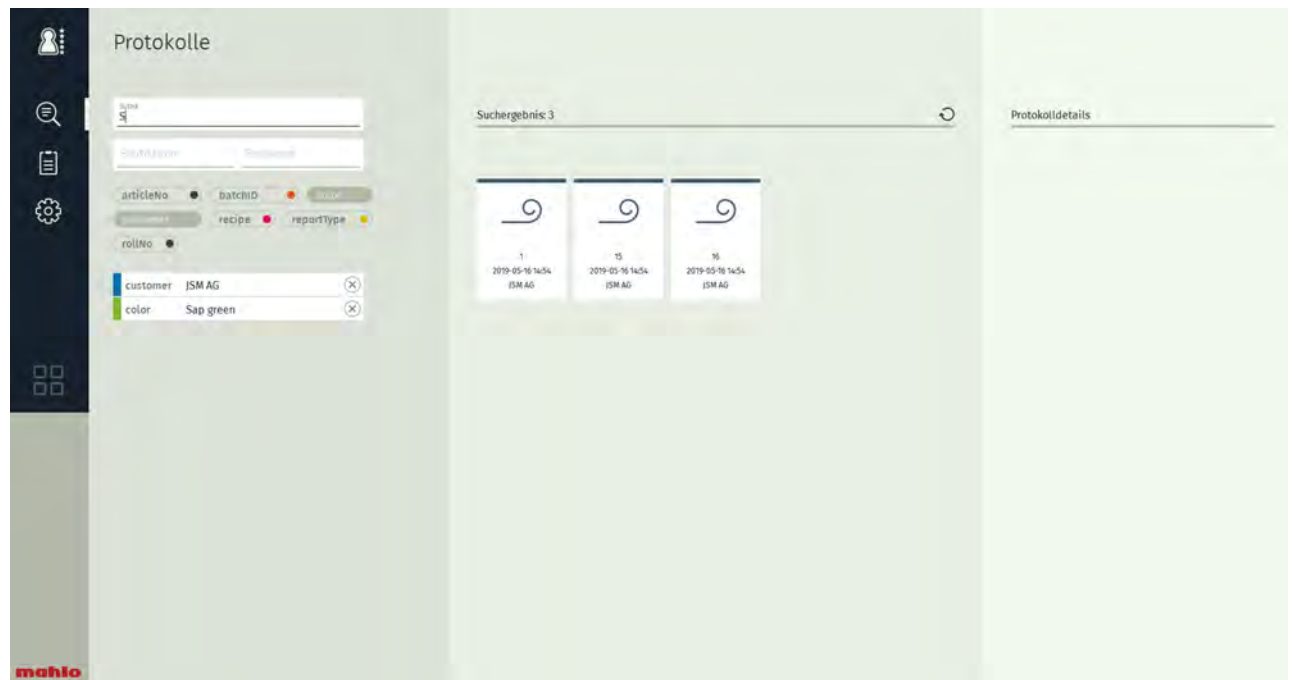 Protokolle
Suche
S
Suchergebnis: 3
Protokolldetails
articleNo
batchID
recipe
reportType
rollNo
customer JSM AG
color Sap green
1
2019-05-16 14:54
JSM AG
15
2019-05-16 14:54
JSM AG
16
2019-05-16 14:54
JSM AG
mahlo